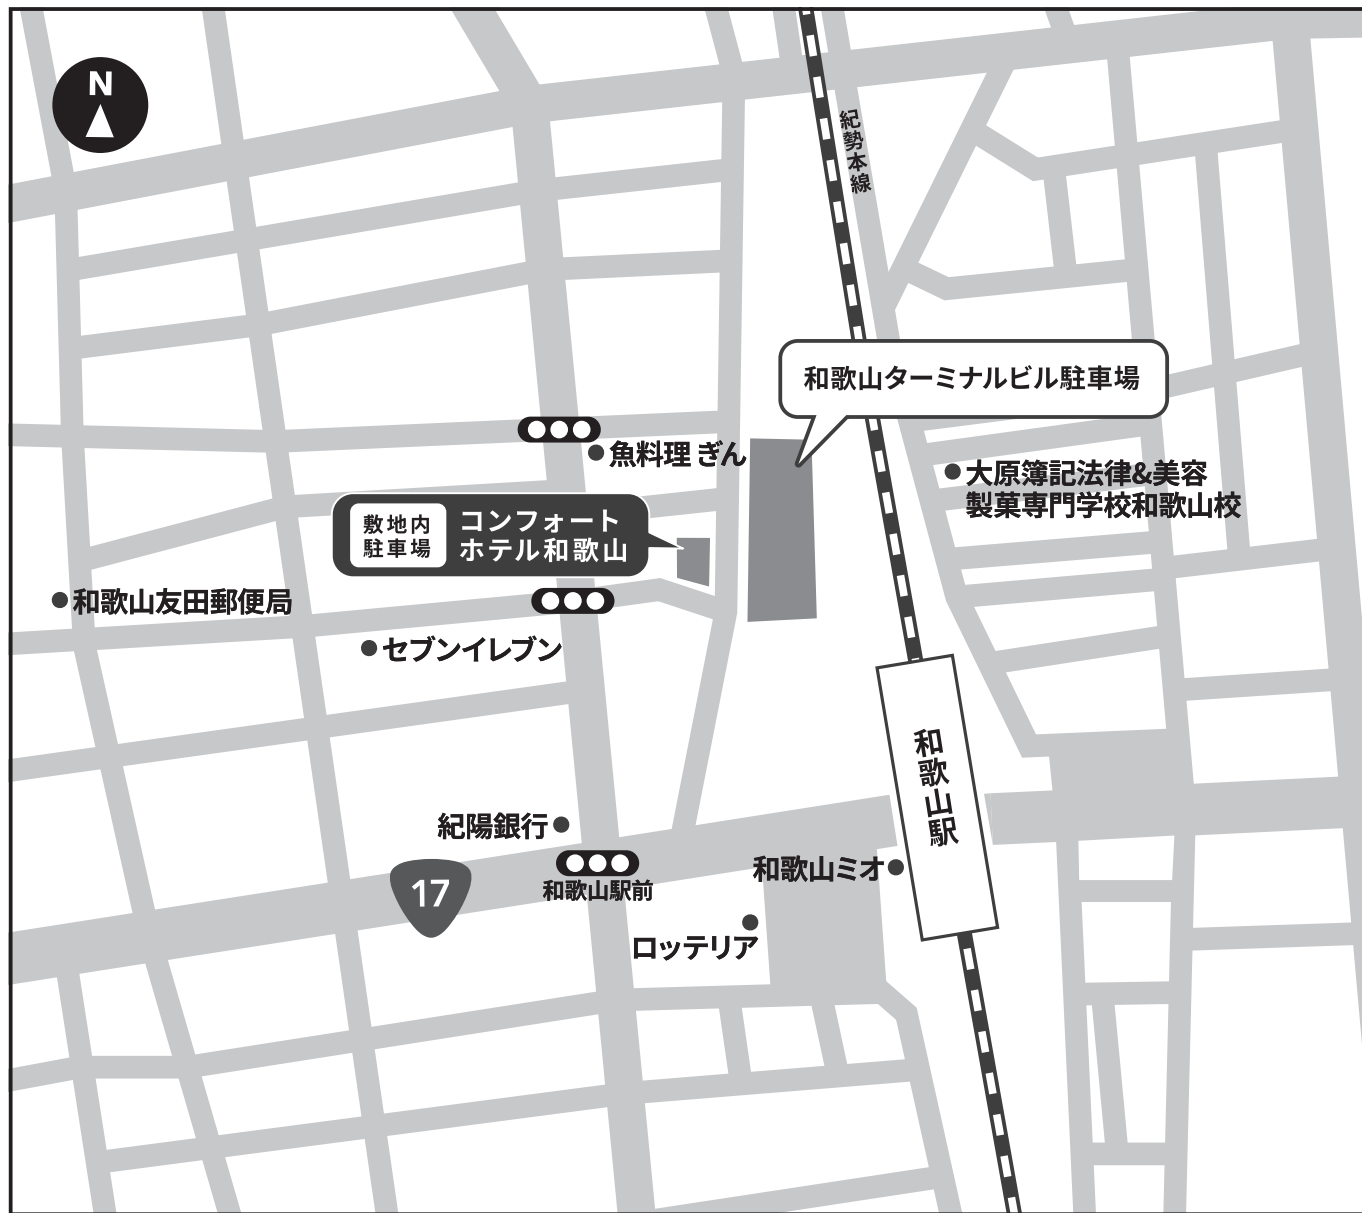 N
紀勢本線
和歌山ターミナルビル駐車場
魚料理 ぎん
大原簿記法律&美容
製菓専門学校和歌山校
敷地内
駐車場
コンフォート
ホテル和歌山
和歌山友田郵便局
セブンイレブン
和歌山駅
紀陽銀行
和歌山駅前
17
和歌山ミオ
ロッテリア